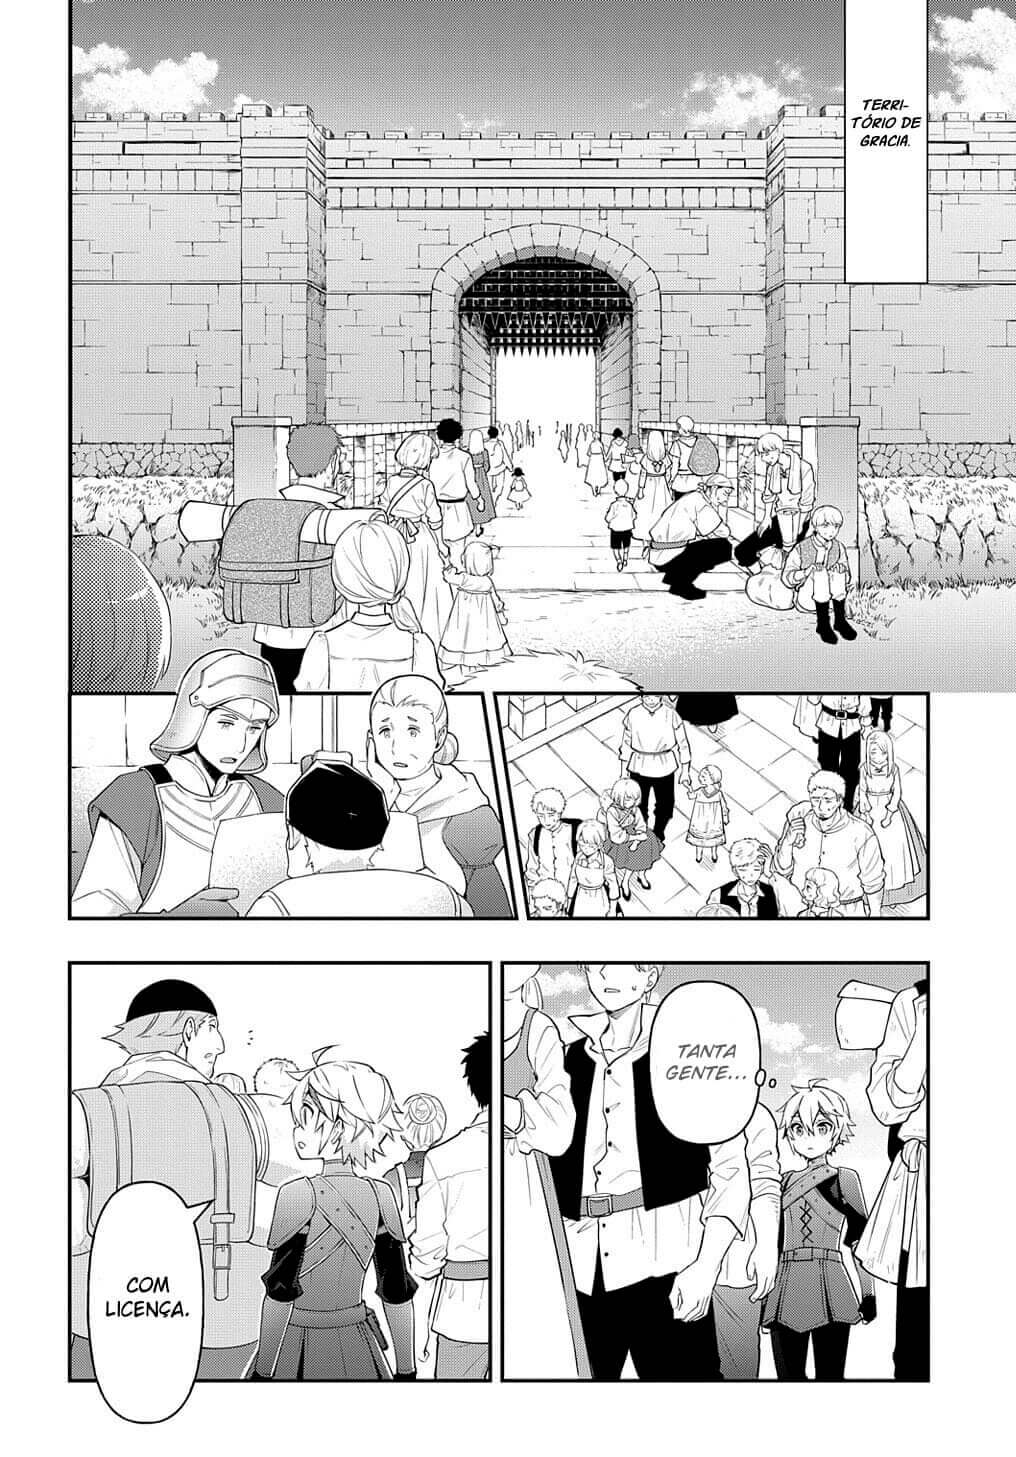 TERRI-
TÓRIO DE
GRACIA.
TANTA
GENTE...
COM
LICENÇA.